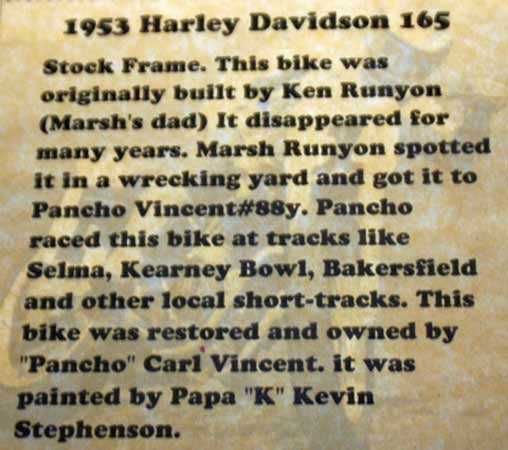 1953 Harley Davidson 165
Stock Frame. This bike was
originally built by Ken Runyon
(Marsh's dad) It disappeared for
many years. Marsh Runyon spotted
it in a wrecking yard and got it to
Pancho Vincent#88y. Pancho
raced this bike at tracks like
Selma, Kearney Bowl, Bakersfield
and other local short-tracks. This
bike was restored and owned by
"Pancho" Carl Vincent. it was
painted by Papa "K" Kevin
Stephenson.